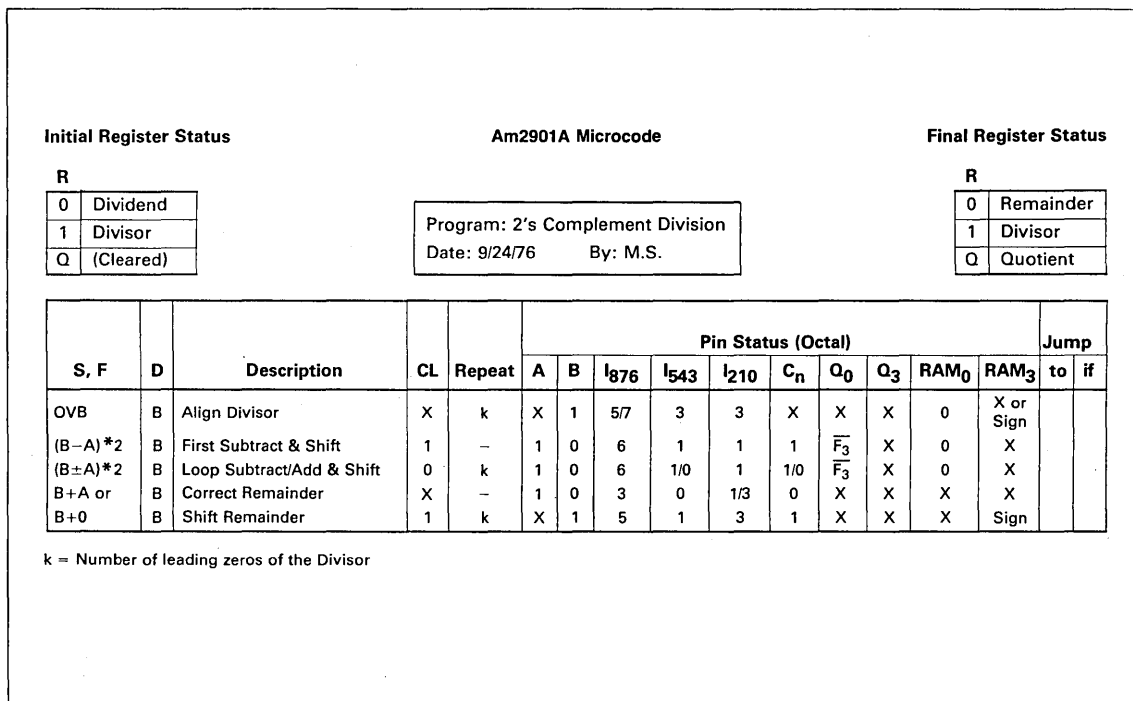 Initial Register Status Am2901A Microcode Final Register Status
R R
0 Dividend
1 Divisor
Q (Cleared)
Program: 2's Complement Division
Date: 9/24/76 By: M.S.
0 Remainder
1 Divisor
Q Quotient
Pin Status (Octal) Jump
S, F D Description CL Repeat A B I876 I543 I210 Cn Q0 Q3 RAM0 RAM3 to if
OVB B Align Divisor X k X 1 5/7 3 3 X X X 0 X or Sign
(B−A)*2 B First Subtract & Shift 1 – 1 0 6 1 1 1 F̅3 X 0 X
(B±A)*2 B Loop Subtract/Add & Shift 0 k 1 0 6 1/0 1 1/0 F̅3 X 0 X
B+A or B Correct Remainder X – 1 0 3 0 1/3 0 X X X X
B+0 B Shift Remainder 1 k X 1 5 1 3 1 X X X Sign
k = Number of leading zeros of the Divisor